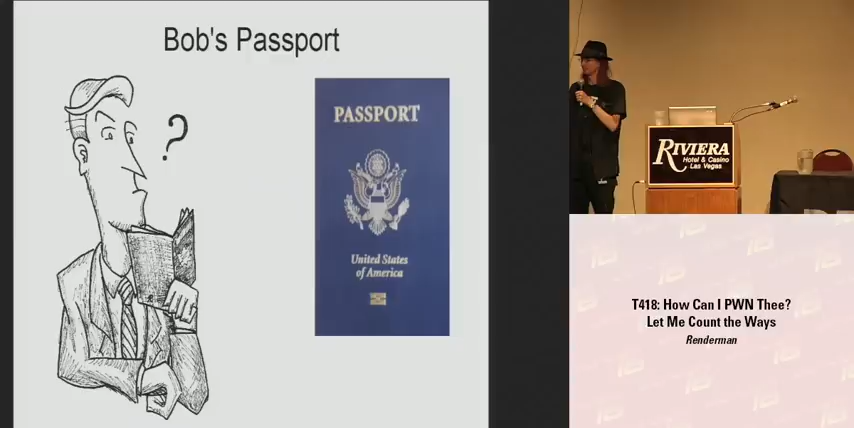 Bob's Passport
?
PASSPORT
United States
of America
RIVIERA
Hotel & Casino
Las Vegas
T418: How Can I PWN Thee?
Let Me Count the Ways
Renderman